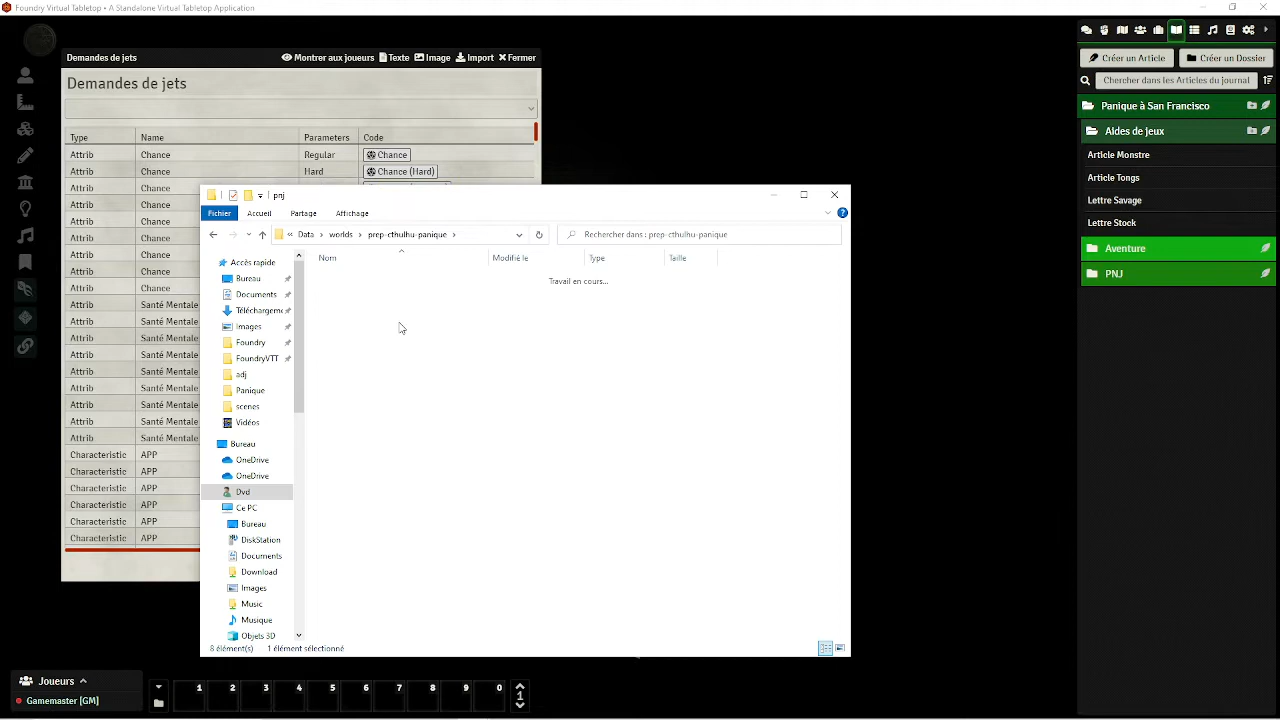 Foundry Virtual Tabletop • A Standalone Virtual Tabletop Application
Demandes de jets
Montrer aux joueurs
Texte
Image
Import
Fermer
Demandes de jets
Type Name Parameters Code
Attrib Chance Regular Chance
Attrib Chance Hard Chance (Hard)
Attrib Chance
Attrib Chance
Attrib Chance
Attrib Chance
Attrib Chance
Attrib Chance
Attrib Chance
Attrib Santé Mentale
Attrib Santé Mentale
Attrib Santé Mentale
Attrib Santé Mentale
Attrib Santé Mentale
Attrib Santé Mentale
Attrib Santé Mentale
Attrib Santé Mentale
Attrib Santé Mentale
Characteristic APP
Characteristic APP
Characteristic APP
Characteristic APP
Characteristic APP
Characteristic APP
pnj
Fichier Accueil Partage Affichage
« Data › worlds › prep-cthulhu-panique ›
Rechercher dans : prep-cthulhu-panique
Nom Modifié le Type Taille
Travail en cours...
Accès rapide
Bureau
Documents
Téléchargeme
Images
Foundry
FoundryVTT
adj
Panique
scenes
Vidéos
Bureau
OneDrive
OneDrive
Dvd
Ce PC
Bureau
DiskStation
Documents
Download
Images
Music
Musique
Objets 3D
8 élément(s) 1 élément sélectionné
Créer un Article
Créer un Dossier
Chercher dans les Articles du journal
Panique à San Francisco
Aides de jeux
Article Monstre
Article Tongs
Lettre Savage
Lettre Stock
Aventure
PNJ
Joueurs
Gamemaster [GM]
1 2 3 4 5 6 7 8 9 0
1